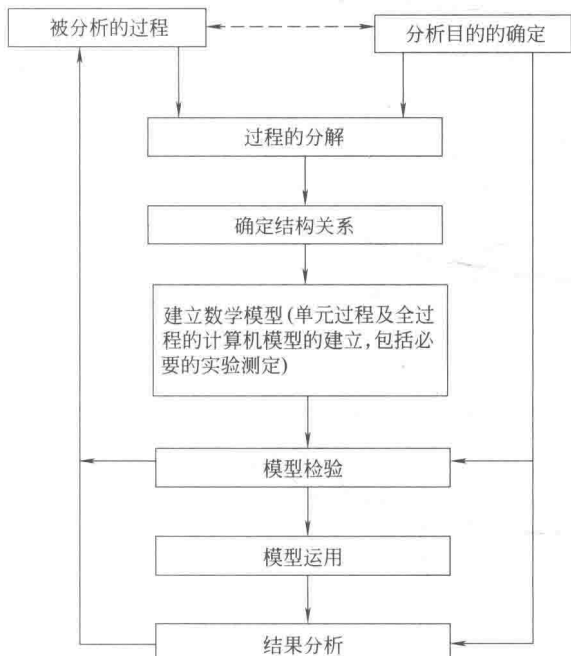 被分析的过程
分析目的的确定
过程的分解
确定结构关系
建立数学模型(单元过程及全过
程的计算机模型的建立,包括必
要的实验测定)
模型检验
模型运用
结果分析